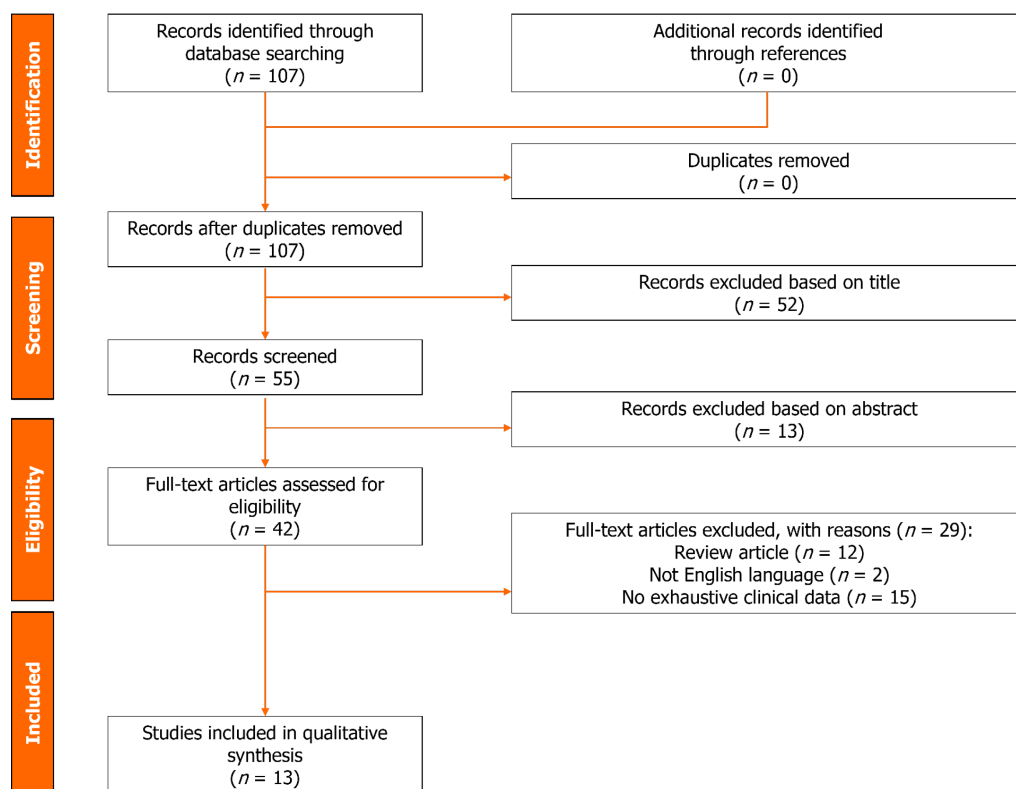 Identification
Records identified through
database searching
(n = 107)
Additional records identified
through references
(n = 0)
Duplicates removed
(n = 0)
Screening
Records after duplicates removed
(n = 107)
Records excluded based on title
(n = 52)
Records screened
(n = 55)
Records excluded based on abstract
(n = 13)
Eligibility
Full-text articles assessed for
eligibility
(n = 42)
Full-text articles excluded, with reasons (n = 29):
Review article (n = 12)
Not English language (n = 2)
No exhaustive clinical data (n = 15)
Included
Studies included in qualitative
synthesis
(n = 13)